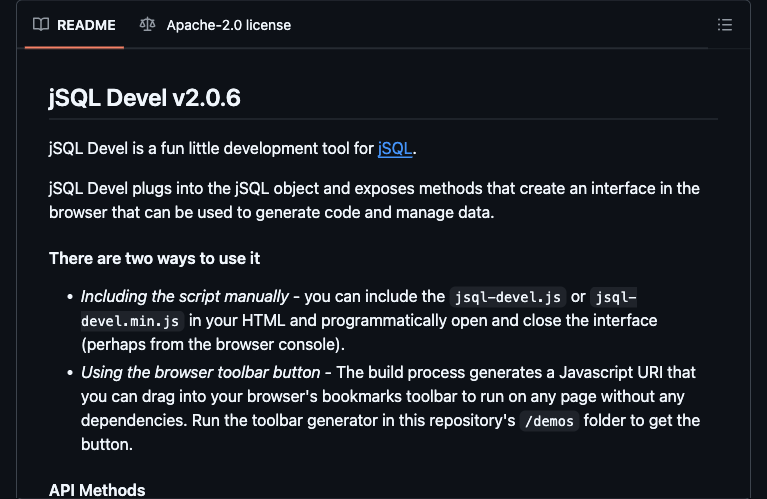 README
Apache-2.0 license
jSQL Devel v2.0.6
jSQL Devel is a fun little development tool for jSQL.
jSQL Devel plugs into the jSQL object and exposes methods that create an interface in the
browser that can be used to generate code and manage data.
There are two ways to use it
• Including the script manually - you can include the jsql-devel.js or jsql-
devel.min.js in your HTML and programmatically open and close the interface
(perhaps from the browser console).
• Using the browser toolbar button - The build process generates a Javascript URI that
you can drag into your browser's bookmarks toolbar to run on any page without any
dependencies. Run the toolbar generator in this repository's /demos folder to get the
button.
API Methods